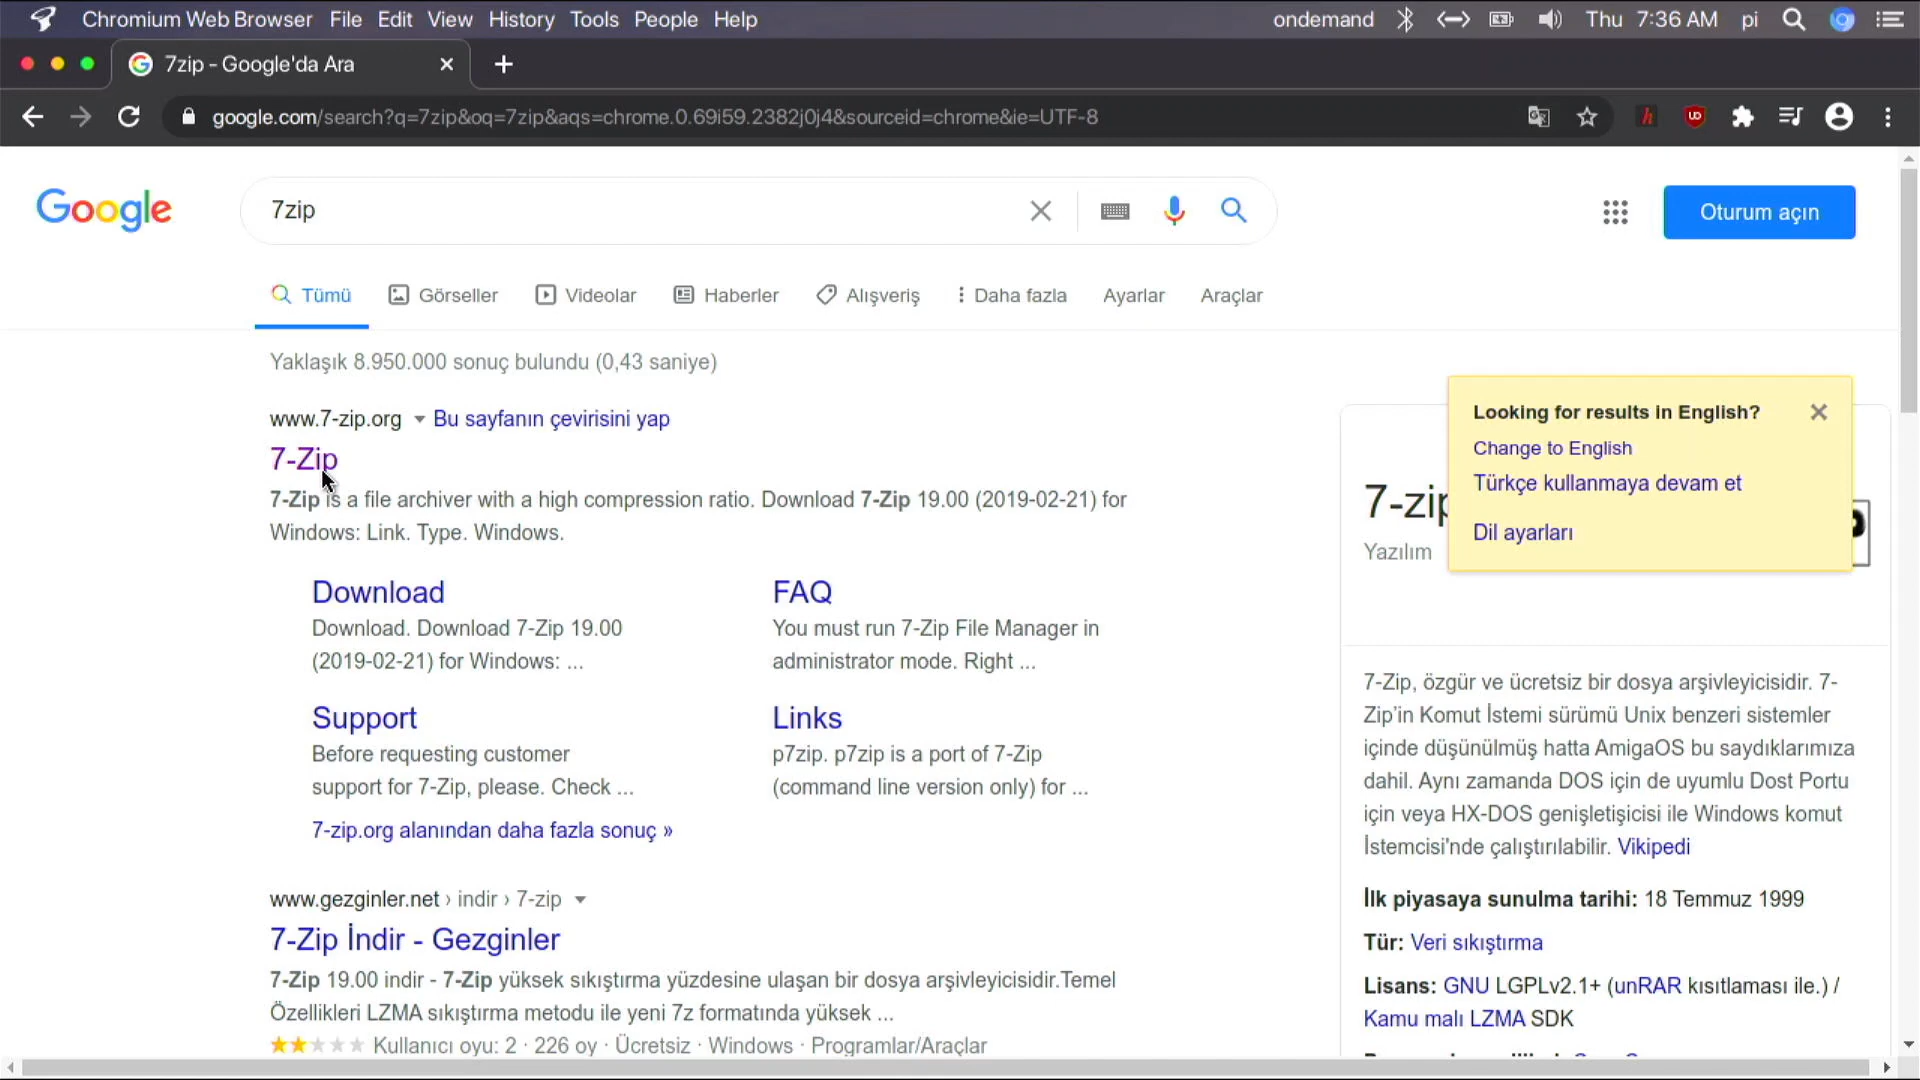 Chromium Web Browser File Edit View History Tools People Help ondemand Thu 7:36 AM pi
7zip - Google'da Ara
google.com/search?q=7zip&oq=7zip&aqs=chrome.0.69i59.2382j0j4&sourceid=chrome&ie=UTF-8
Google
7zip
Oturum açın
Tümü Görseller Videolar Haberler Alışveriş Daha fazla Ayarlar Araçlar
Yaklaşık 8.950.000 sonuç bulundu (0,43 saniye)
www.7-zip.org Bu sayfanın çevirisini yap
7-Zip
7-Zip is a file archiver with a high compression ratio. Download 7-Zip 19.00 (2019-02-21) for
Windows: Link. Type. Windows.
Download
Download. Download 7-Zip 19.00
(2019-02-21) for Windows: ...
FAQ
You must run 7-Zip File Manager in
administrator mode. Right ...
Support
Before requesting customer
support for 7-Zip, please. Check ...
Links
p7zip. p7zip is a port of 7-Zip
(command line version only) for ...
7-zip.org alanından daha fazla sonuç »
www.gezginler.net › indir › 7-zip
7-Zip İndir - Gezginler
7-Zip 19.00 indir - 7-Zip yüksek sıkıştırma yüzdesine ulaşan bir dosya arşivleyicisidir.Temel
Özellikleri LZMA sıkıştırma metodu ile yeni 7z formatında yüksek ...
Kullanıcı oyu: 2 · 226 oy · Ücretsiz · Windows · Programlar/Araçlar
Looking for results in English?
Change to English
Türkçe kullanmaya devam et
Dil ayarları
7-zip
Yazılım
7-Zip, özgür ve ücretsiz bir dosya arşivleyicisidir. 7-
Zip'in Komut İstemi sürümü Unix benzeri sistemler
içinde düşünülmüş hatta AmigaOS bu saydıklarımıza
dahil. Aynı zamanda DOS için de uyumlu Dost Portu
için veya HX-DOS genişletişicisi ile Windows komut
İstemcisi'nde çalıştırılabilir. Vikipedi
İlk piyasaya sunulma tarihi: 18 Temmuz 1999
Tür: Veri sıkıştırma
Lisans: GNU LGPLv2.1+ (unRAR kısıtlaması ile.) /
Kamu malı LZMA SDK